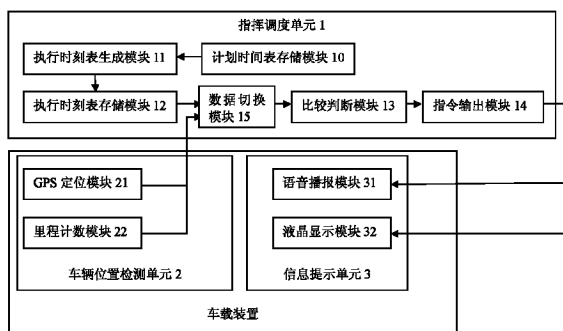 指挥调度单元 1
执行时刻表生成模块 11
计划时间表存储模块 10
执行时刻表存储模块 12
数据切换
模块 15
比较判断模块 13
指令输出模块 14
GPS 定位模块 21
里程计数模块 22
车辆位置检测单元 2
语音播报模块 31
液晶显示模块 32
信息提示单元 3
车载装置